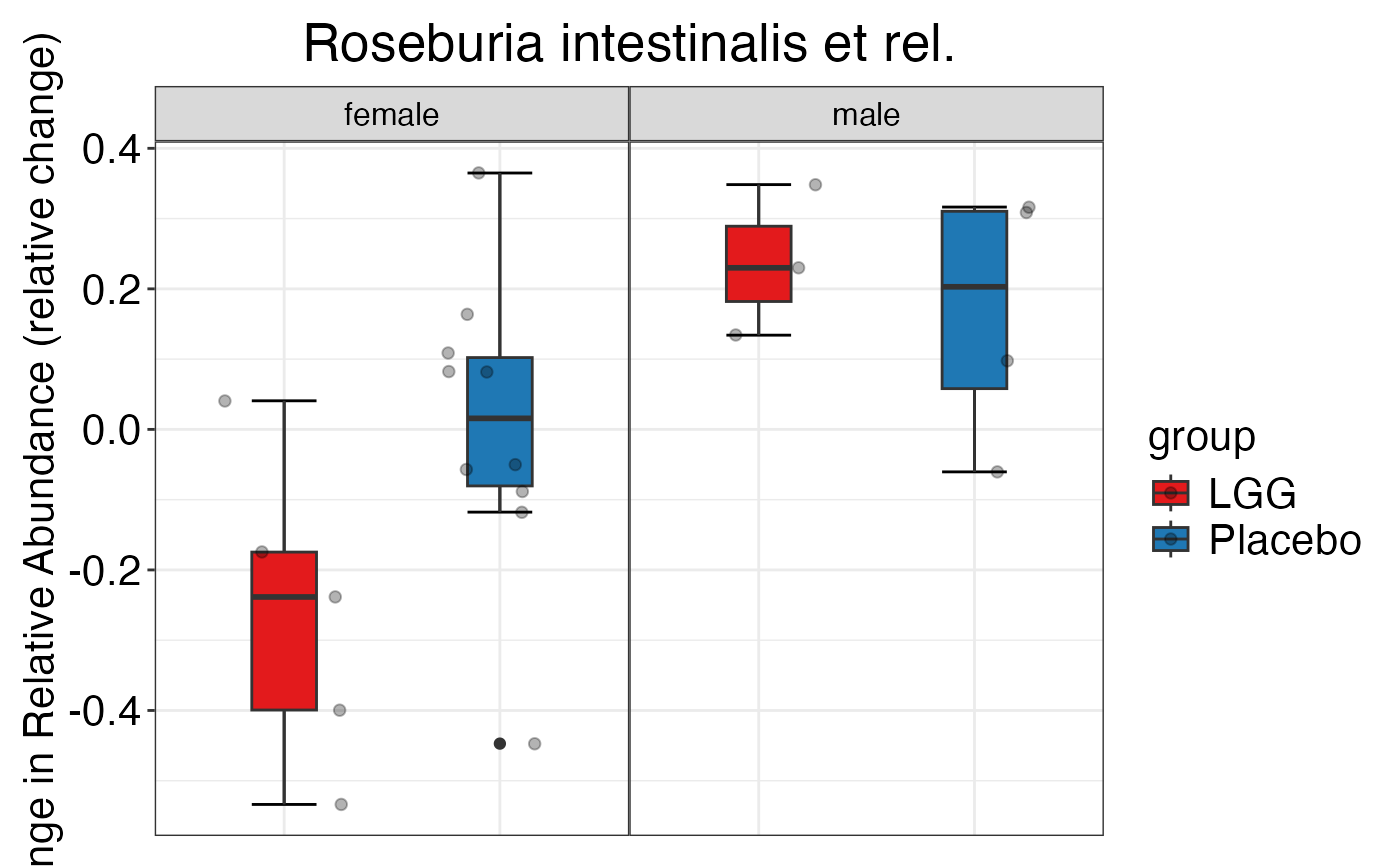 Roseburia intestinalis et rel.
female
male
nge in Relative Abundance (relative change)
0.4
0.2
0.0
-0.2
-0.4
group
LGG
Placebo